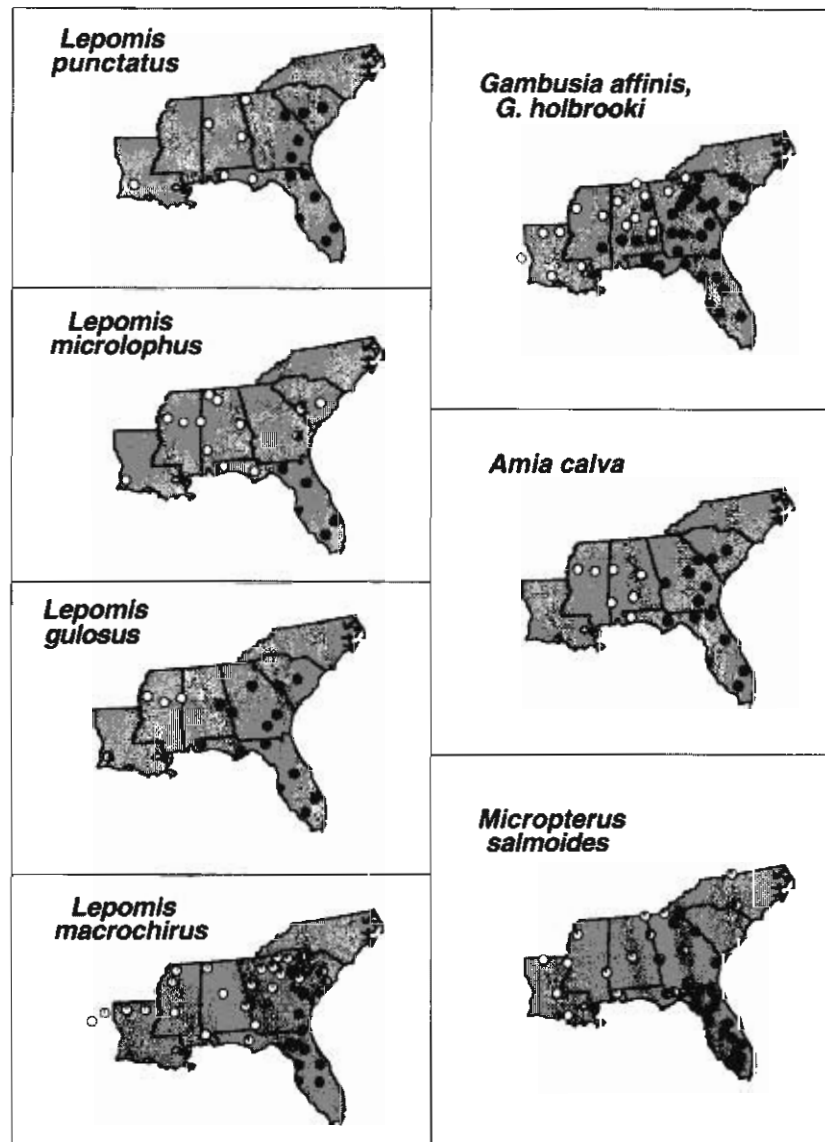 Lepomis
punctatus
Lepomis
microlophus
Lepomis
gulosus
Lepomis
macrochirus
Gambusia affinis,
G. holbrooki
Amia calva
Micropterus
salmoides